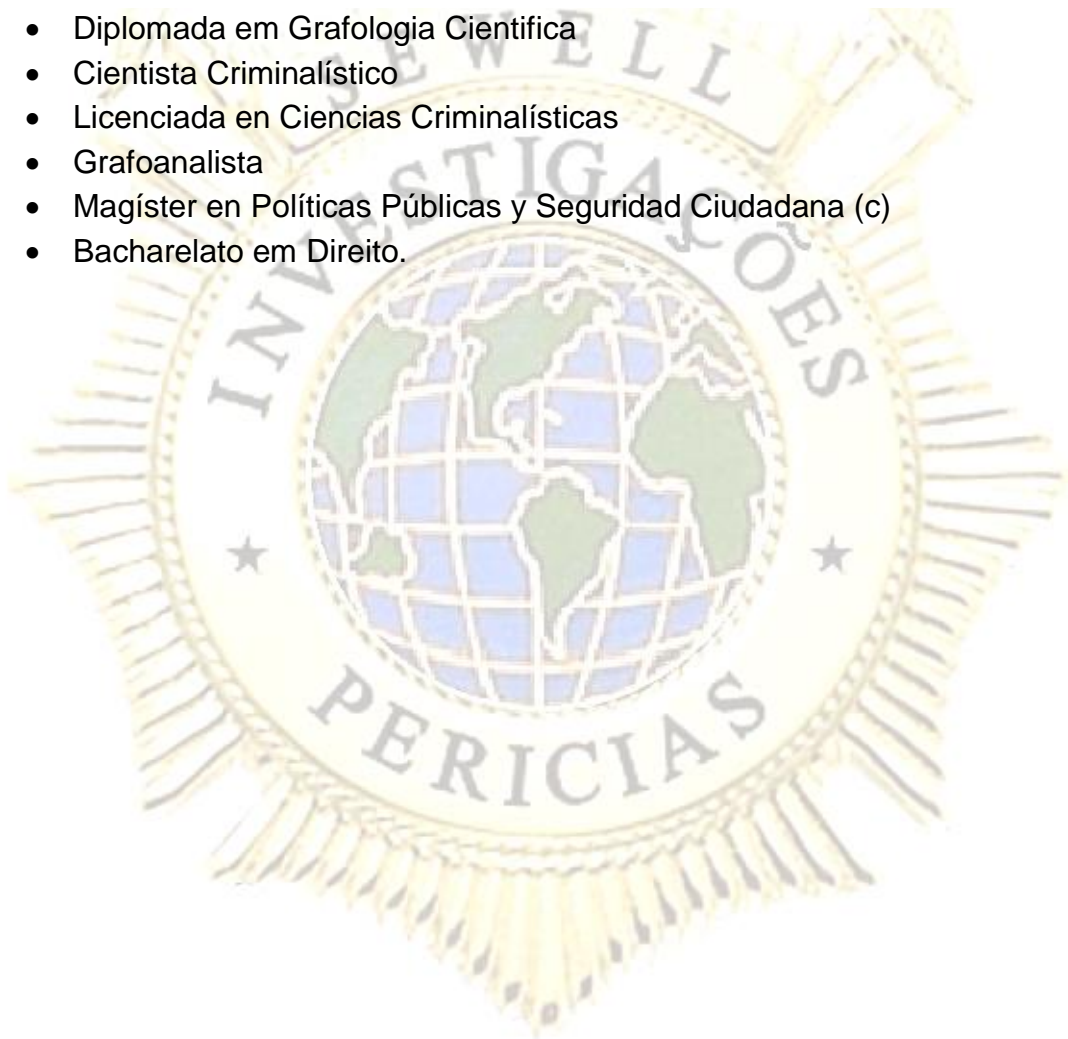 • Diplomada em Grafologia Cientifica
• Cientista Criminalístico
• Licenciada en Ciencias Criminalísticas
• Grafoanalista
• Magíster en Políticas Públicas y Seguridad Ciudadana (c)
• Bacharelato em Direito.
SEWELL
INVESTIGAÇÕES
PERICIAS